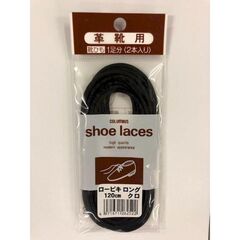 革靴用
靴ひも 1足分(2本入り)
COLUMBUS
shoe laces
high quality
modern appearance
ロービキ ロング
120cm クロ